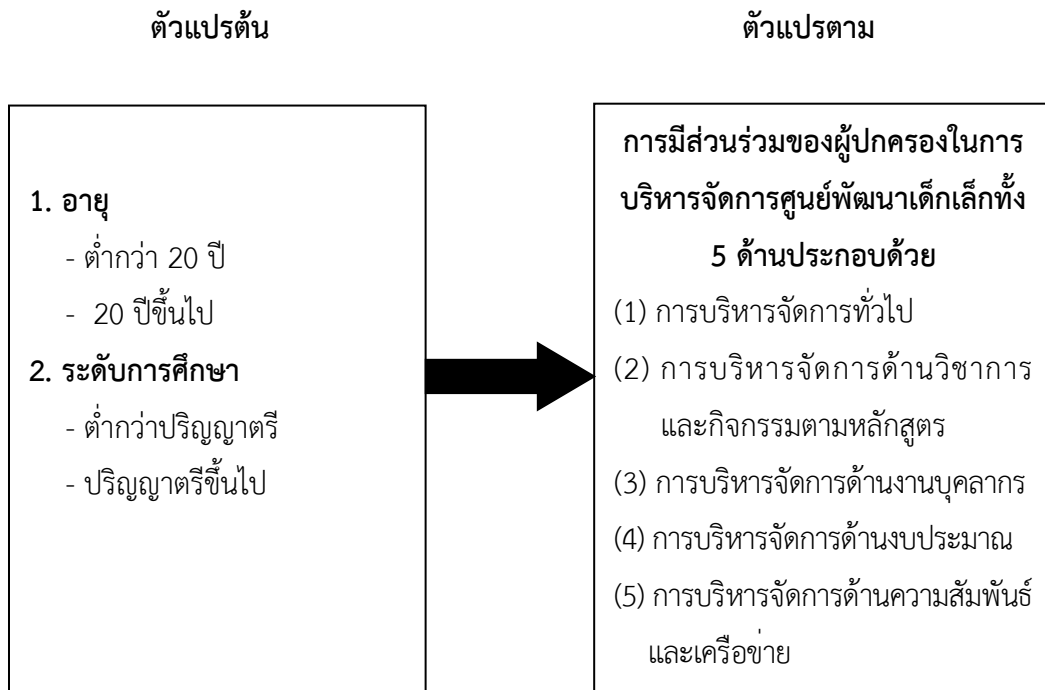 ตัวแปรต้น
ตัวแปรตาม
1. อายุ
- ต่ำกว่า 20 ปี
- 20 ปีขึ้นไป
2. ระดับการศึกษา
- ต่ำกว่าปริญญาตรี
- ปริญญาตรีขึ้นไป
การมีส่วนร่วมของผู้ปกครองในการ
บริหารจัดการศูนย์พัฒนาเด็กเล็กทั้ง
5 ด้านประกอบด้วย
(1) การบริหารจัดการทั่วไป
(2) การบริหารจัดการด้านวิชาการ
และกิจกรรมตามหลักสูตร
(3) การบริหารจัดการด้านงานบุคลากร
(4) การบริหารจัดการด้านงบประมาณ
(5) การบริหารจัดการด้านความสัมพันธ์
และเครือข่าย